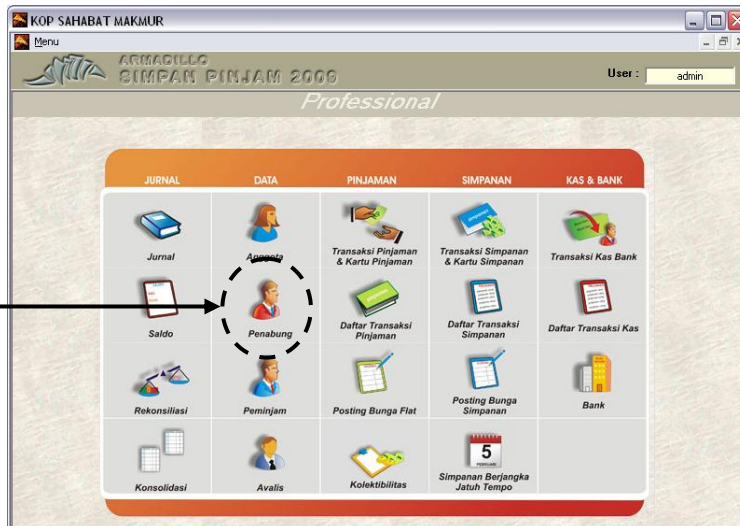 KOP SAHABAT MAKMUR
Menu
ARMADILLO
SIMPAN PINJAM 2009
User :
admin
Professional
JURNAL DATA PINJAMAN SIMPANAN KAS & BANK
Jurnal
Anggota
Transaksi Pinjaman
& Kartu Pinjaman
Transaksi Simpanan
& Kartu Simpanan
Transaksi Kas Bank
Saldo
Penabung
Daftar Transaksi
Pinjaman
Daftar Transaksi
Simpanan
Daftar Transaksi Kas
Rekonsiliasi
Peminjam
Posting Bunga Flat
Posting Bunga
Simpanan
Bank
Konsolidasi
Avalis
Kolektibilitas
5
Simpanan Berjangka
Jatuh Tempo